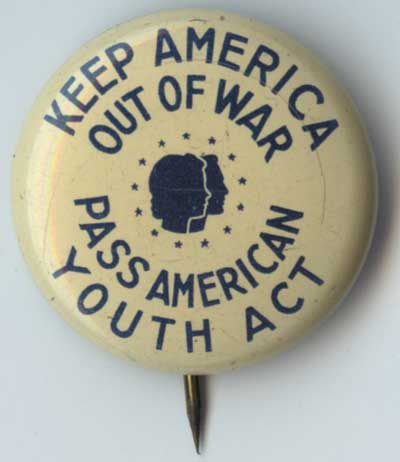 KEEP AMERICA
OUT OF WAR
PASS AMERICAN
YOUTH ACT